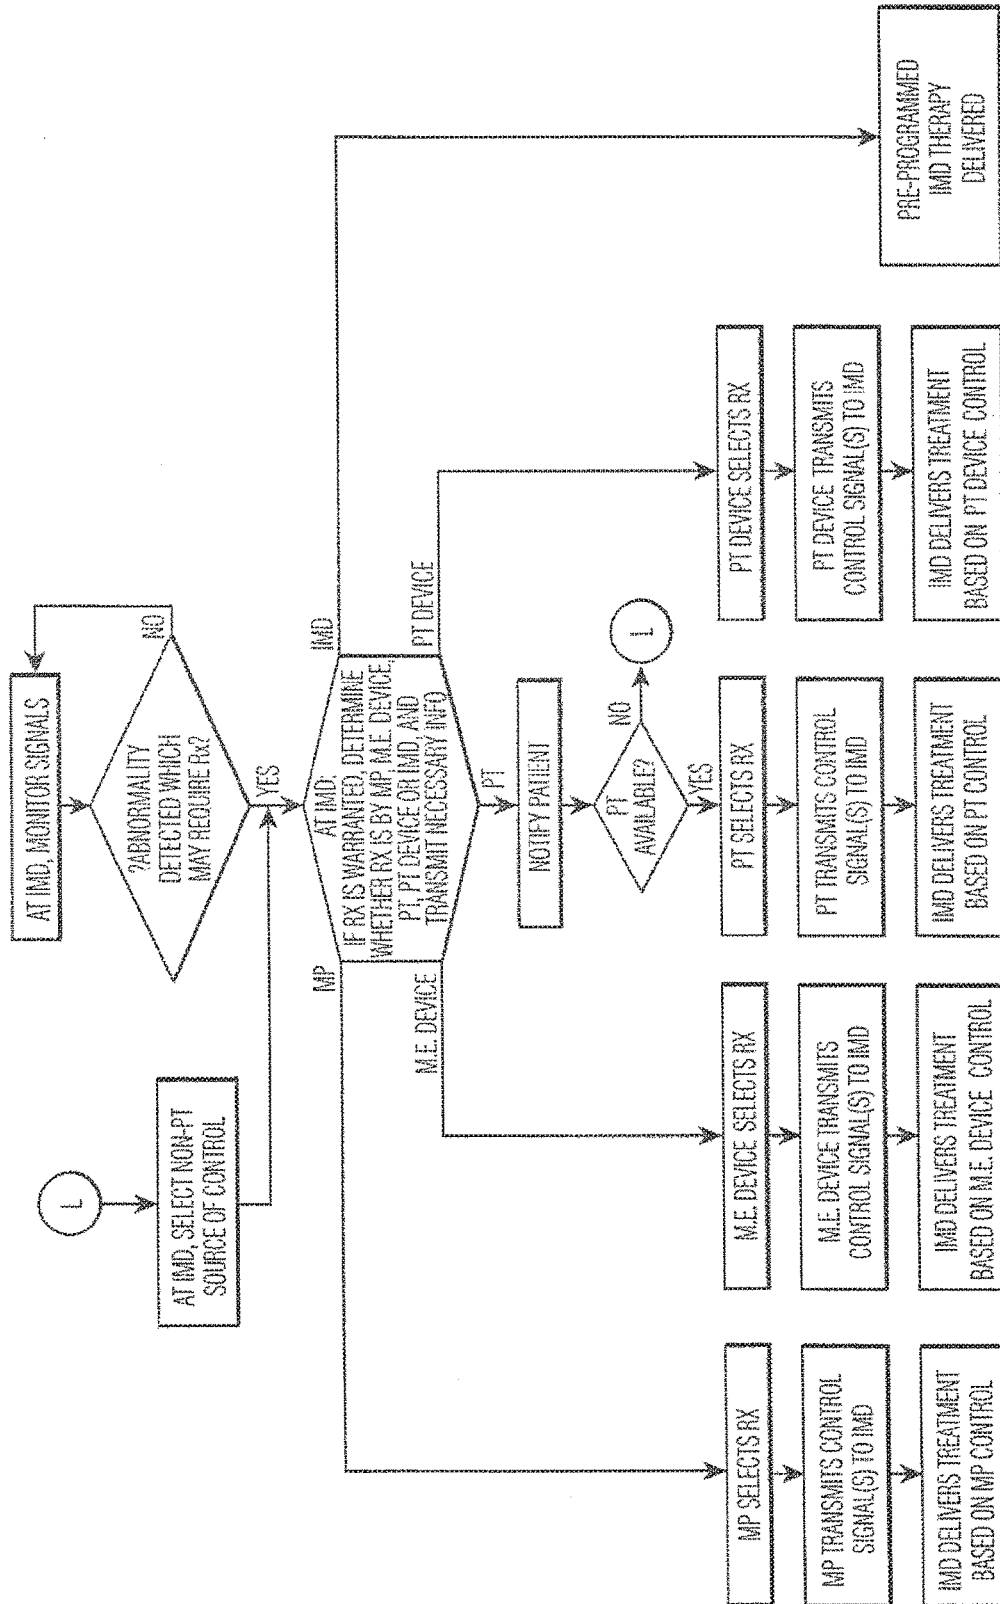 AT IMD, MONITOR SIGNALS
?ABNORMALITY
DETECTED WHICH
MAY REQUIRE Rx?
NO
YES
L
AT IMD, SELECT NON-PT
SOURCE OF CONTROL
AT IMD:
IF RX IS WARRANTED, DETERMINE
WHETHER RX IS BY MP, M.E. DEVICE,
PT, PT DEVICE OR IMD, AND
TRANSMIT NECESSARY INFO
MP
M.E. DEVICE
PT
PT DEVICE
IMD
NOTIFY PATIENT
PT
AVAILABLE?
NO
L
YES
MP SELECTS RX
MP TRANSMITS CONTROL
SIGNAL(S) TO IMD
IMD DELIVERS TREATMENT
BASED ON MP CONTROL
M.E. DEVICE SELECTS RX
M.E. DEVICE TRANSMITS
CONTROL SIGNAL(S) TO IMD
IMD DELIVERS TREATMENT
BASED ON M.E. DEVICE CONTROL
PT SELECTS RX
PT TRANSMITS CONTROL
SIGNAL(S) TO IMD
IMD DELIVERS TREATMENT
BASED ON PT CONTROL
PT DEVICE SELECTS RX
PT DEVICE TRANSMITS
CONTROL SIGNAL(S) TO IMD
IMD DELIVERS TREATMENT
BASED ON PT DEVICE CONTROL
PRE-PROGRAMMED
IMD THERAPY
DELIVERED